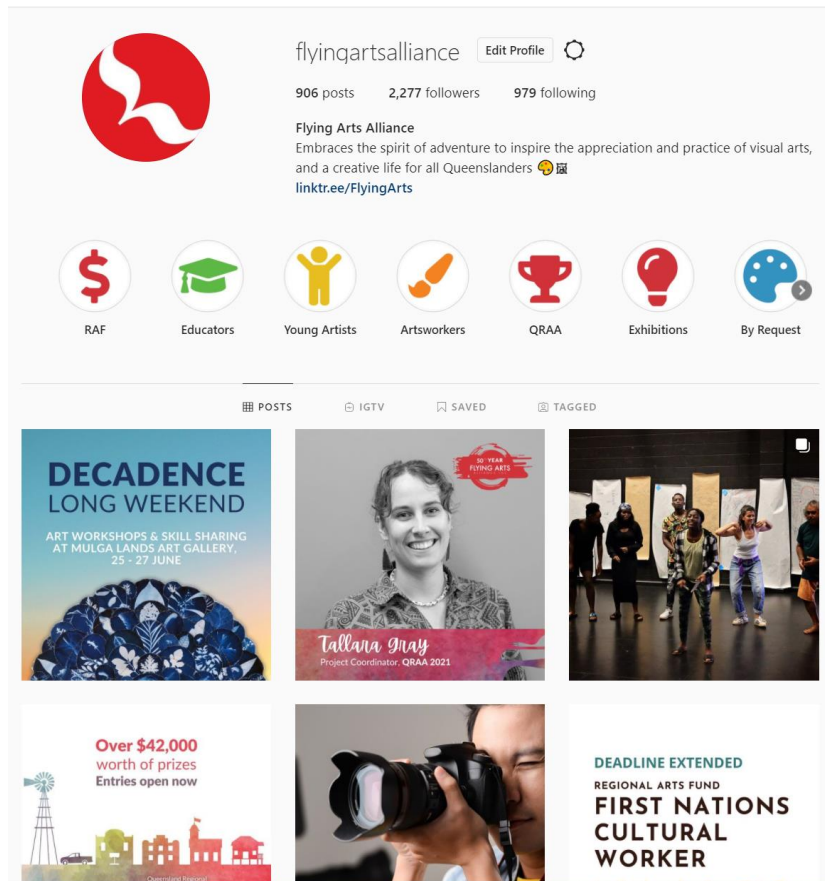 flyingartsalliance Edit Profile
906 posts 2,277 followers 979 following
Flying Arts Alliance
Embraces the spirit of adventure to inspire the appreciation and practice of visual arts,
and a creative life for all Queenslanders 🎨🖼
linktr.ee/FlyingArts
RAF Educators Young Artists Artsworkers QRAA Exhibitions By Request
POSTS IGTV SAVED TAGGED
DECADENCE
LONG WEEKEND
ART WORKSHOPS & SKILL SHARING
AT MULGA LANDS ART GALLERY,
25 - 27 JUNE
50TH YEAR
FLYING ARTS
Tallara Gray
Project Coordinator, QRAA 2021
Over $42,000
worth of prizes
Entries open now
Queensland Regional
DEADLINE EXTENDED
REGIONAL ARTS FUND
FIRST NATIONS
CULTURAL
WORKER